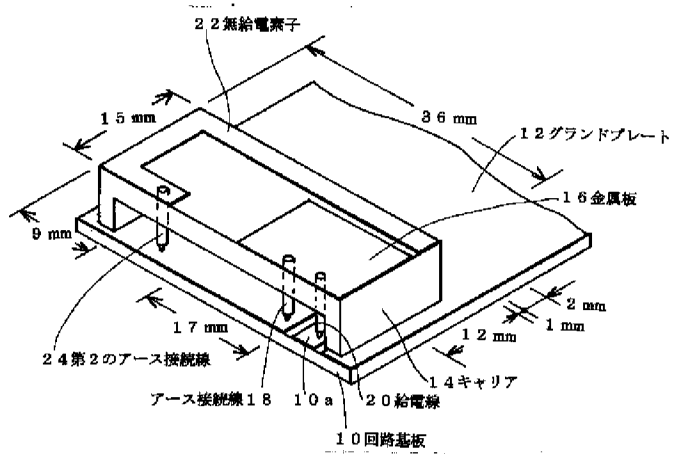 ２２無給電素子
１５mm
３６mm
１２グランドプレート
１６金属板
９mm
２mm
１mm
１７mm
１２mm
２４第２のアース接続線
１４キャリア
アース接続線１８
１０a
２０給電線
１０回路基板